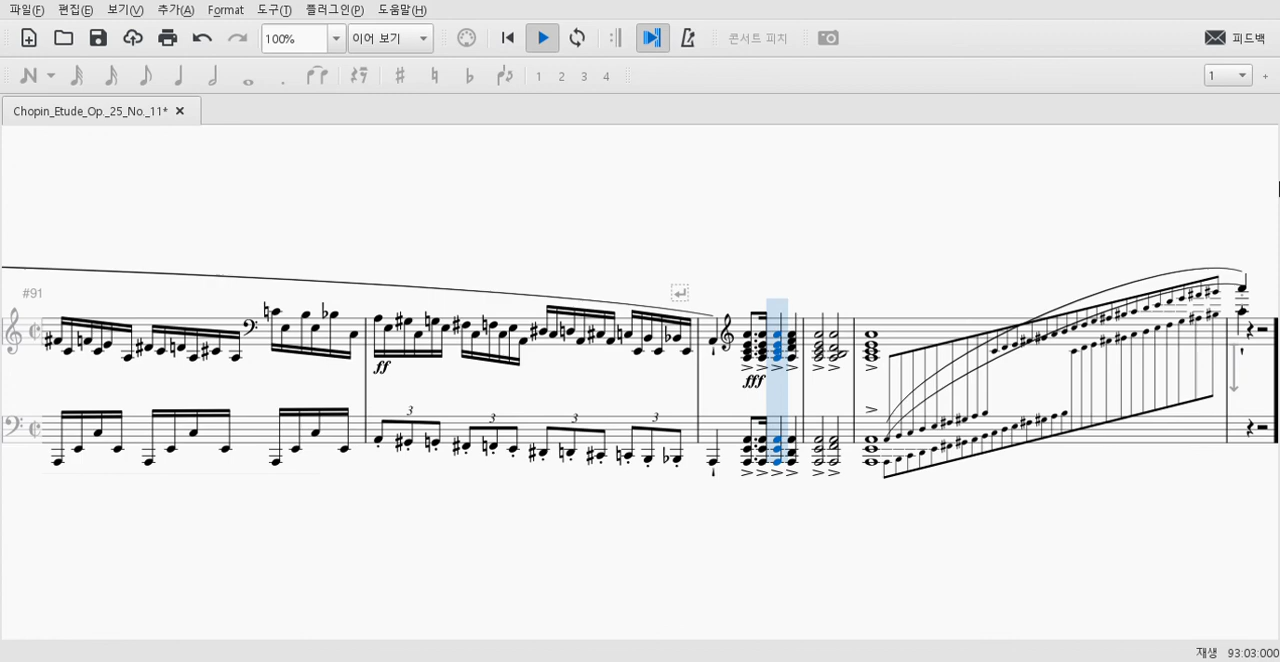 파일(F) 편집(E) 보기(V) 추가(A) Format 도구(T) 플러그인(P) 도움말(H)
100% 이어 보기 콘서트 피치 피드백
1 2 3 4 1 +
Chopin_Etude_Op._25_No._11*
#91
ff
fff
3 3 3 3
재생 93:03:000